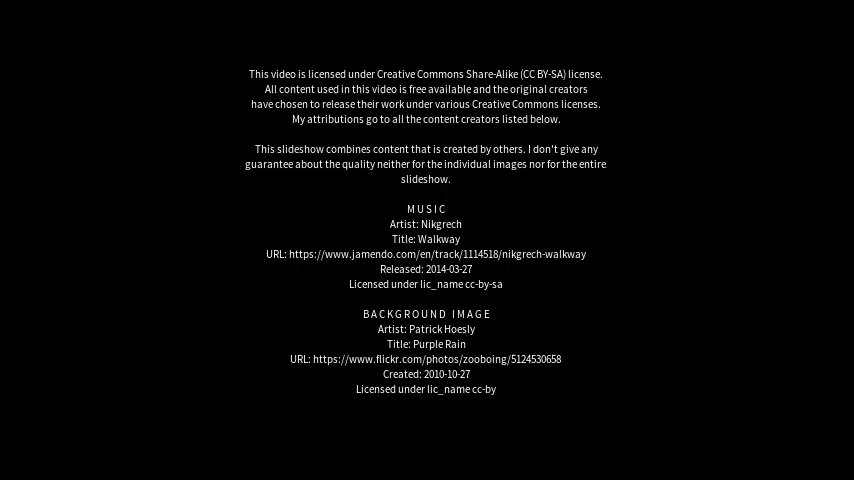 This video is licensed under Creative Commons Share-Alike (CC BY-SA) license.
All content used in this video is free available and the original creators
have chosen to release their work under various Creative Commons licenses.
My attributions go to all the content creators listed below.
This slideshow combines content that is created by others. I don't give any
guarantee about the quality neither for the individual images nor for the entire
slideshow.
MUSIC
Artist: Nikgrech
Title: Walkway
URL: https://www.jamendo.com/en/track/1114518/nikgrech-walkway
Released: 2014-03-27
Licensed under lic_name cc-by-sa
BACKGROUND IMAGE
Artist: Patrick Hoesly
Title: Purple Rain
URL: https://www.flickr.com/photos/zooboing/5124530658
Created: 2010-10-27
Licensed under lic_name cc-by